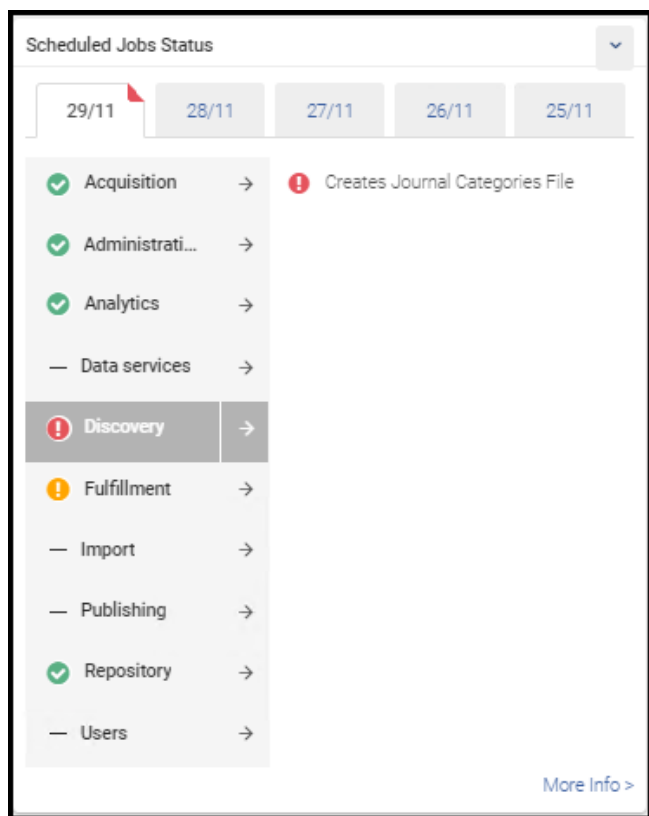 Scheduled Jobs Status
29/11 28/11 27/11 26/11 25/11
Acquisition
Creates Journal Categories File
Administrati...
Analytics
Data services
Discovery
Fulfillment
Import
Publishing
Repository
Users
More Info >